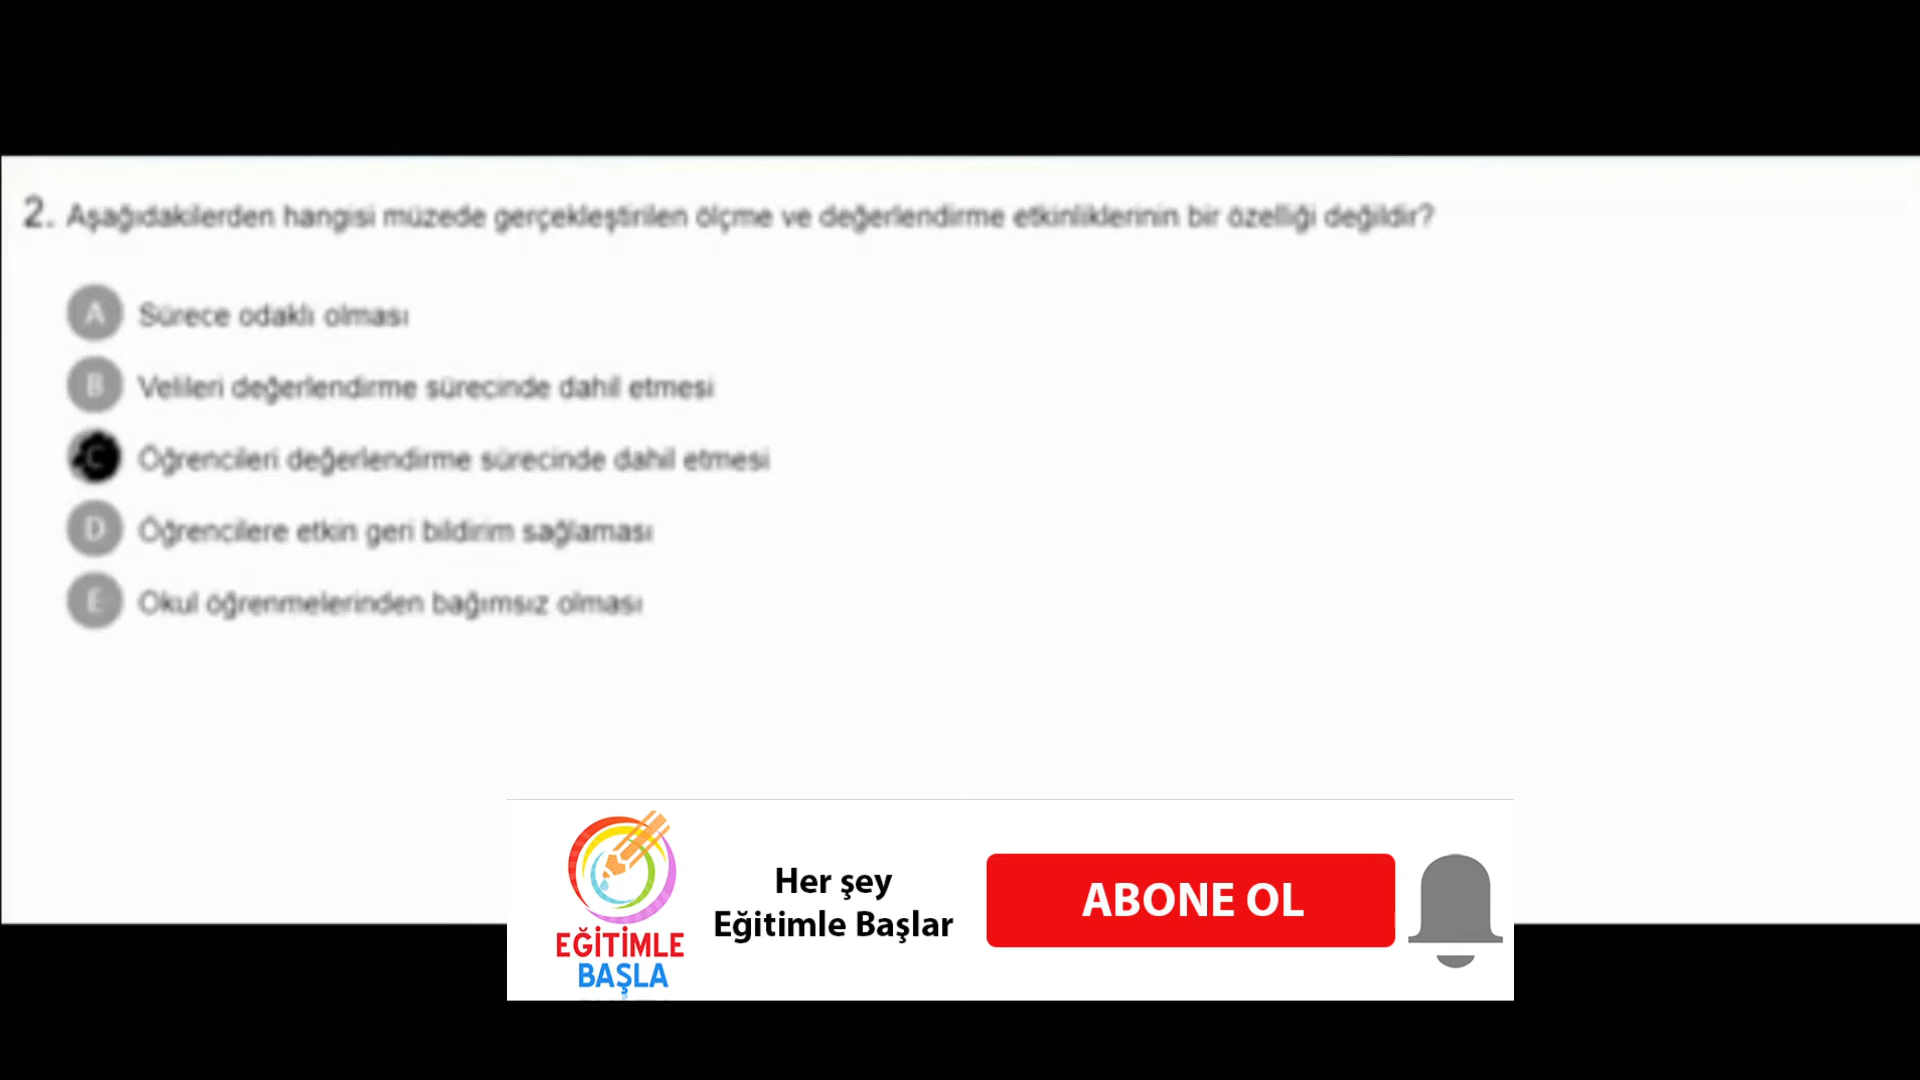 2. Aşağıdakilerden hangisi müzede gerçekleştirilen ölçme ve değerlendirme etkinliklerinin bir özelliği değildir?
A Sürece odaklı olması
B Velileri değerlendirme sürecinde dahil etmesi
C Öğrencileri değerlendirme sürecinde dahil etmesi
D Öğrencilere etkin geri bildirim sağlaması
E Okul öğrenmelerinden bağımsız olması
EĞİTİMLE
BAŞLA
Her şey
Eğitimle Başlar
ABONE OL